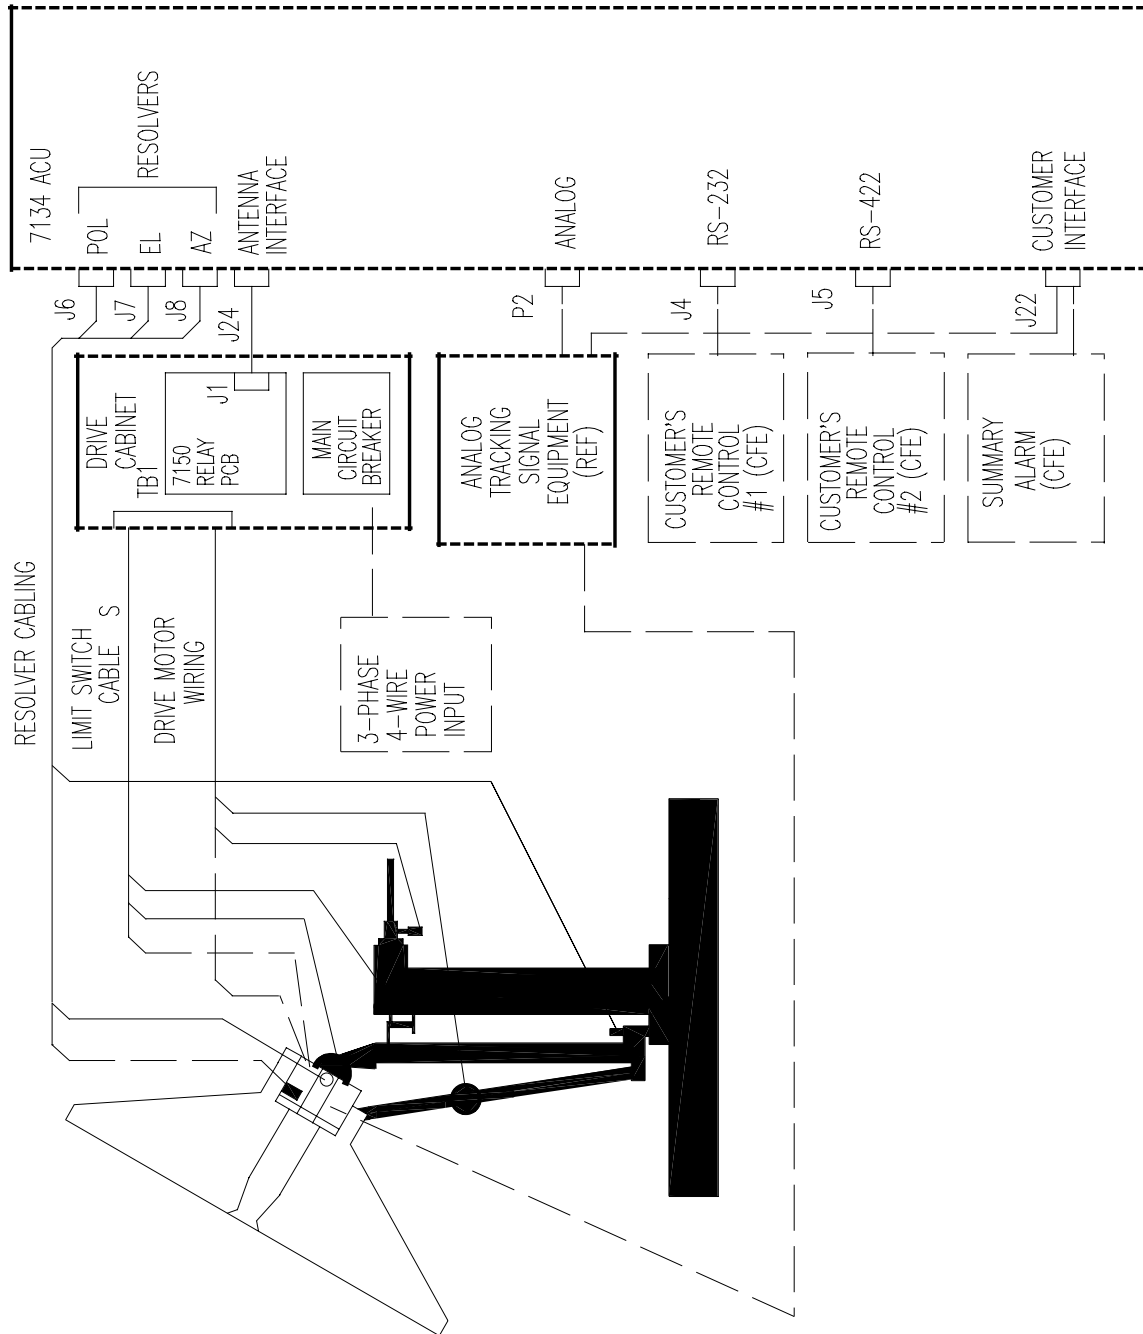 7134 ACU
POL
EL
AZ
RESOLVERS
ANTENNA
INTERFACE
ANALOG
RS-232
RS-422
CUSTOMER
INTERFACE
J6
J7
J8
J24
P2
J4
J5
J22
DRIVE
CABINET
TB1
7150
RELAY
PCB
J1
MAIN
CIRCUIT
BREAKER
ANALOG
TRACKING
SIGNAL
EQUIPMENT
(REF)
CUSTOMER'S
REMOTE
CONTROL
#1 (CFE)
CUSTOMER'S
REMOTE
CONTROL
#2 (CFE)
SUMMARY
ALARM
(CFE)
RESOLVER CABLING
LIMIT SWITCH
CABLE S
DRIVE MOTOR
WIRING
3-PHASE
4-WIRE
POWER
INPUT